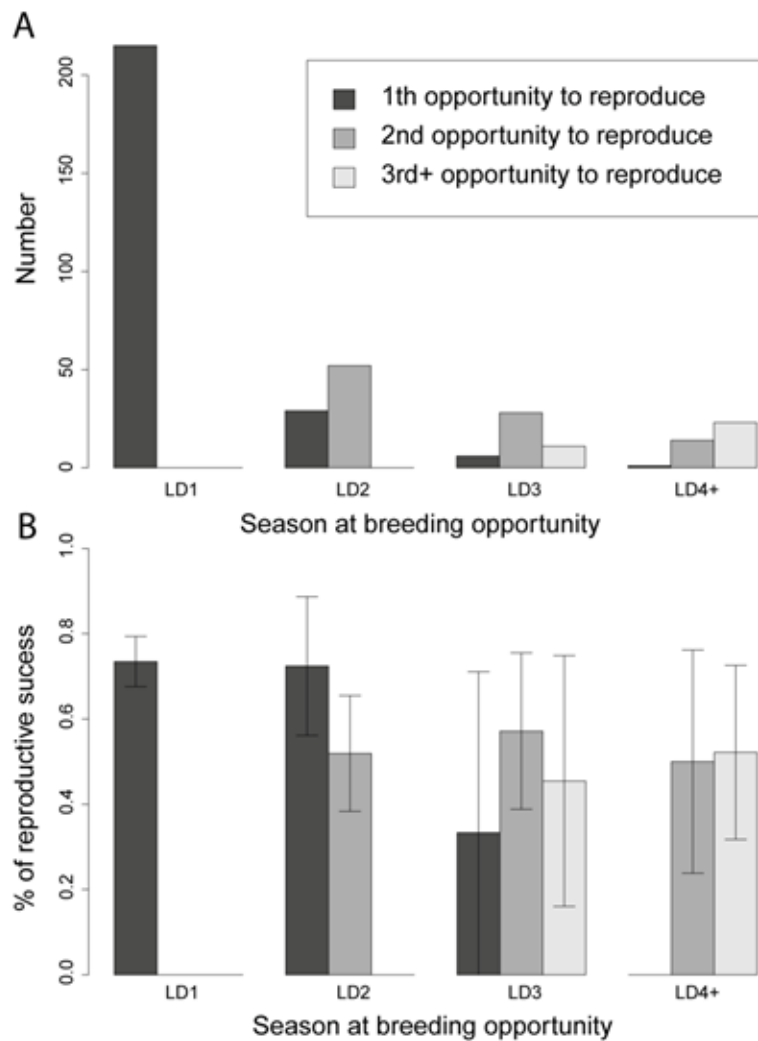 A
1th opportunity to reproduce
2nd opportunity to reproduce
3rd+ opportunity to reproduce
Number
200
150
100
50
0
LD1 LD2 LD3 LD4+
Season at breeding opportunity
B
% of reproductive sucess
1.0
0.8
0.6
0.4
0.2
0.0
LD1 LD2 LD3 LD4+
Season at breeding opportunity